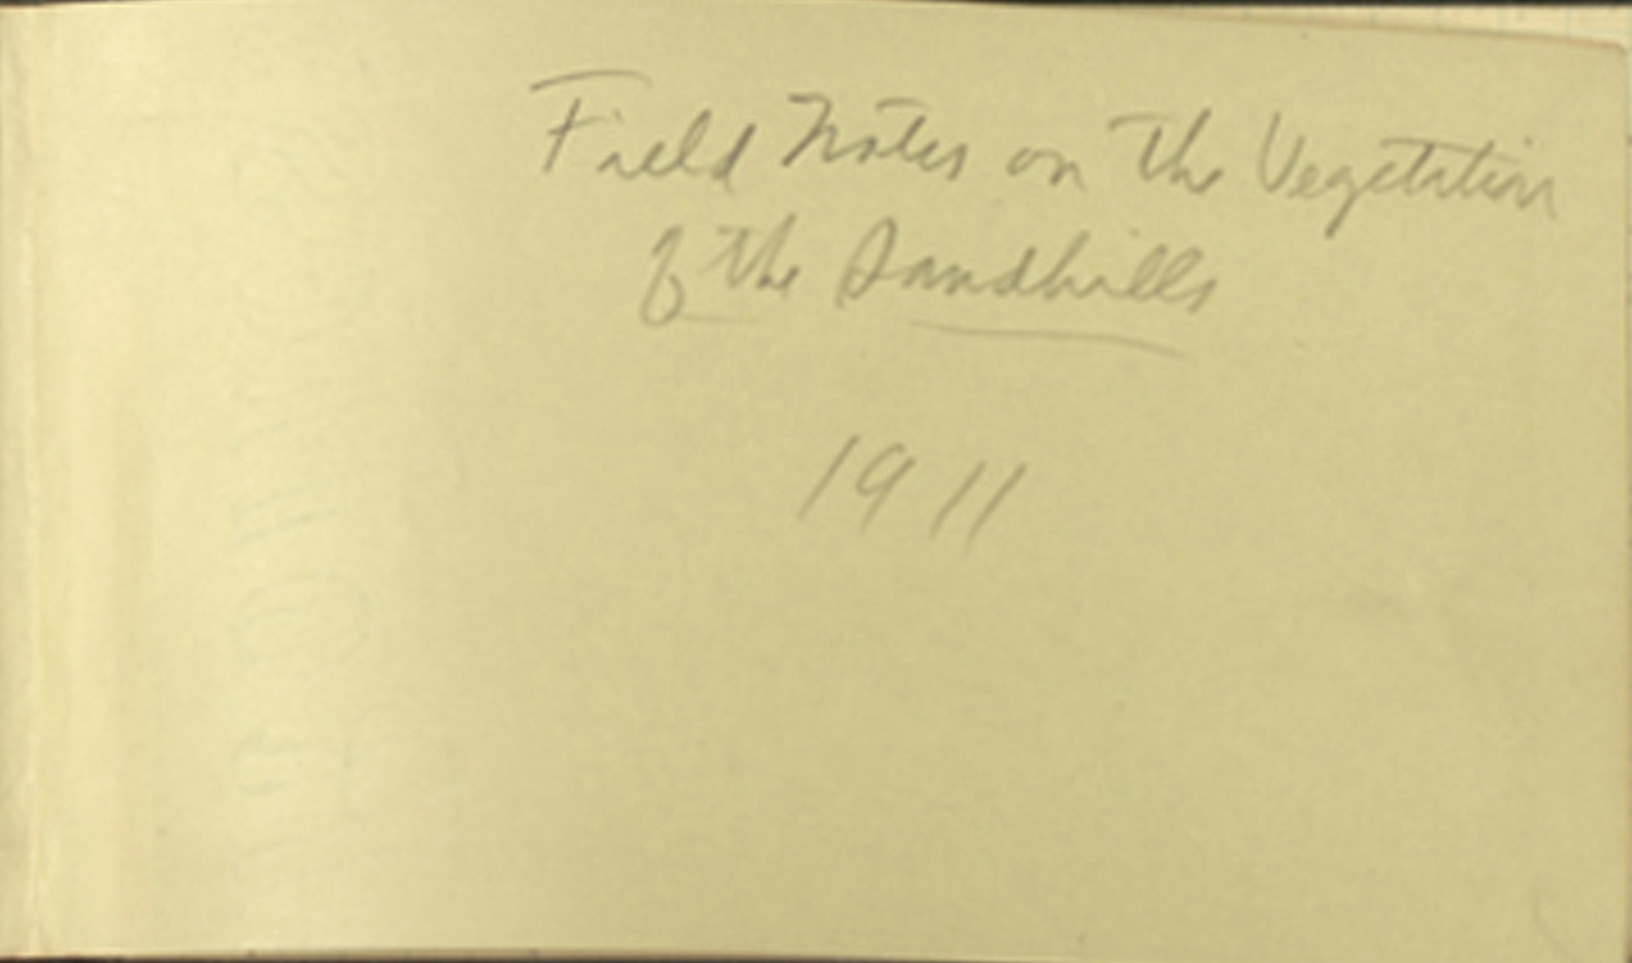 Field Notes on the Vegetation
of the Sandhills
1911